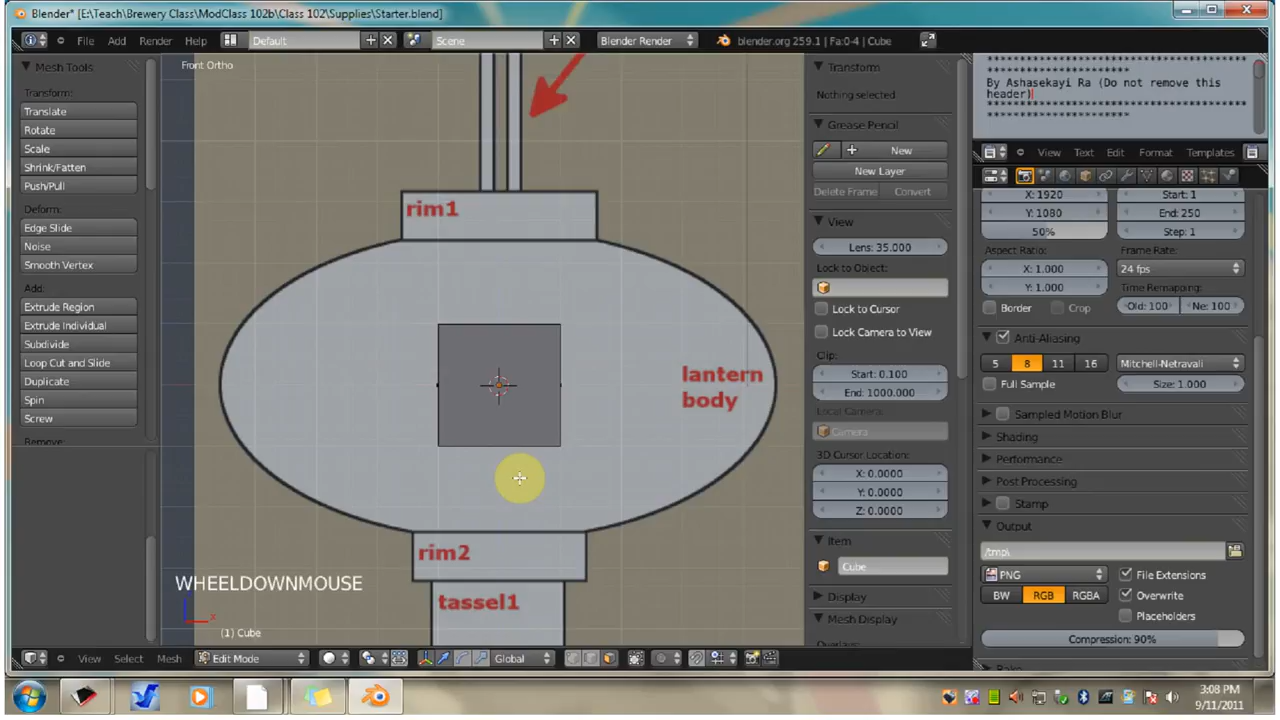 Blender* [E:\Teach\Brewery Class\ModClass 102b\Class 102\Supplies\Starter.blend]
File Add Render Help Default Scene Blender Render blender.org 259.1 | Fa:0-4 | Cube
Mesh Tools
Transform:
Translate
Rotate
Scale
Shrink/Fatten
Push/Pull
Deform:
Edge Slide
Noise
Smooth Vertex
Add:
Extrude Region
Extrude Individual
Subdivide
Loop Cut and Slide
Duplicate
Spin
Screw
Remove:
Front Ortho
rim1
lantern
body
rim2
tassel1
WHEELDOWNMOUSE
x
(1) Cube
Transform
Nothing selected
Grease Pencil
New
New Layer
Delete Frame Convert
View
Lens: 35.000
Lock to Object:
Lock to Cursor
Lock Camera to View
Clip:
Start: 0.100
End: 1000.000
Local Camera:
Camera
3D Cursor Location:
X: 0.0000
Y: 0.0000
Z: 0.0000
Item
Cube
Display
Mesh Display
Overlays:
*****************************************
**********************
By Ashasekayi Ra (Do not remove this
header)
*****************************************
**********************
View Text Edit Format Templates
X: 1920 Start: 1
Y: 1080 End: 250
50% Step: 1
Aspect Ratio: Frame Rate:
X: 1.000 24 fps
Y: 1.000 Time Remapping:
Border Crop Old: 100 Ne: 100
Anti-Aliasing
5 8 11 16 Mitchell-Netravali
Full Sample Size: 1.000
Sampled Motion Blur
Shading
Performance
Post Processing
Stamp
Output
/tmp\
PNG File Extensions
BW RGB RGBA Overwrite
Placeholders
Compression: 90%
View Select Mesh Edit Mode Global
3:08 PM
9/11/2011